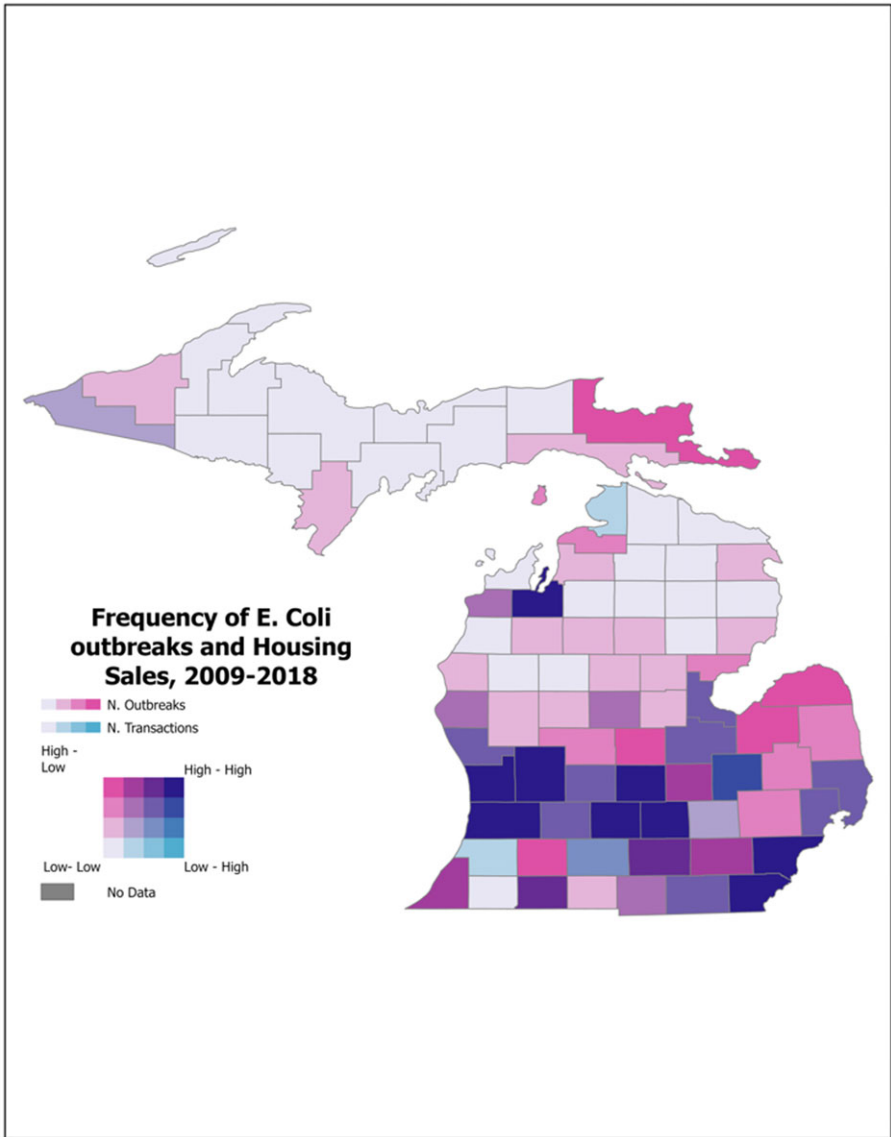 Frequency of E. Coli
outbreaks and Housing
Sales, 2009-2018
N. Outbreaks
N. Transactions
High -
Low
High - High
Low- Low
Low - High
No Data